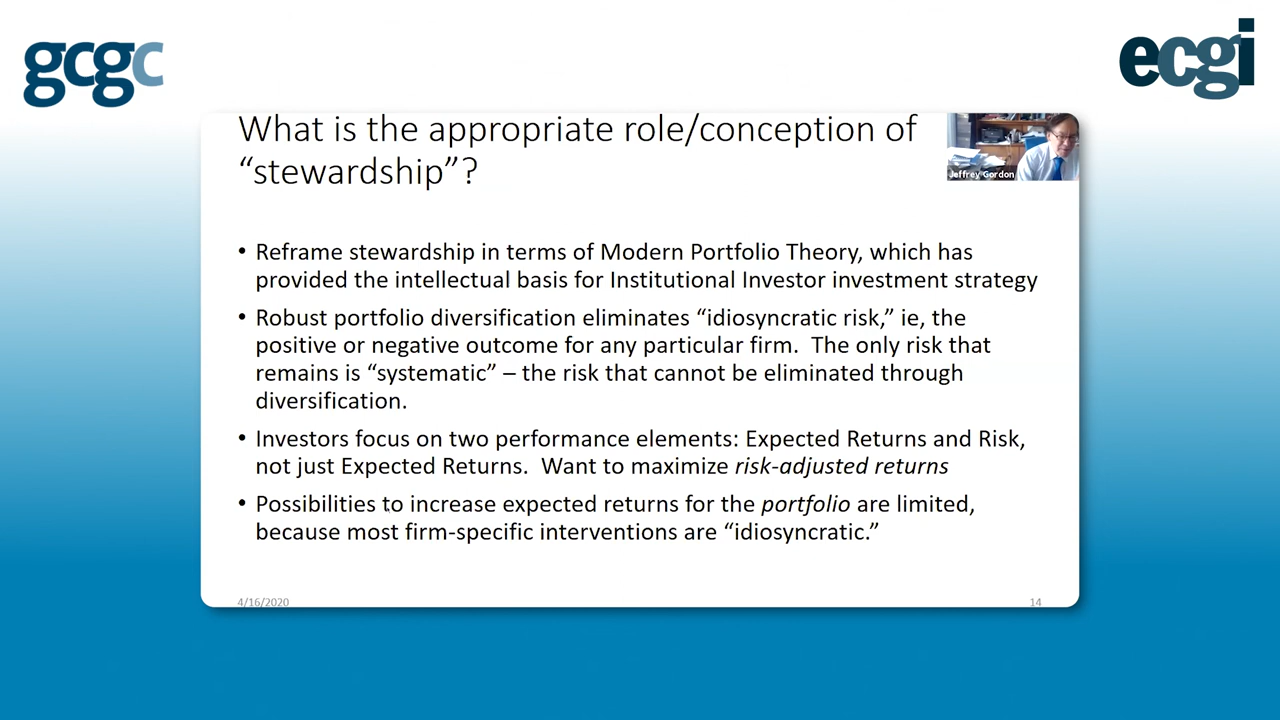 gcgc
ecgi
What is the appropriate role/conception of
“stewardship”?
Jeffrey Gordon
• Reframe stewardship in terms of Modern Portfolio Theory, which has
provided the intellectual basis for Institutional Investor investment strategy
• Robust portfolio diversification eliminates “idiosyncratic risk,” ie, the
positive or negative outcome for any particular firm.  The only risk that
remains is “systematic” – the risk that cannot be eliminated through
diversification.
• Investors focus on two performance elements: Expected Returns and Risk,
not just Expected Returns.  Want to maximize risk-adjusted returns
• Possibilities to increase expected returns for the portfolio are limited,
because most firm-specific interventions are “idiosyncratic.”
4/16/2020
14